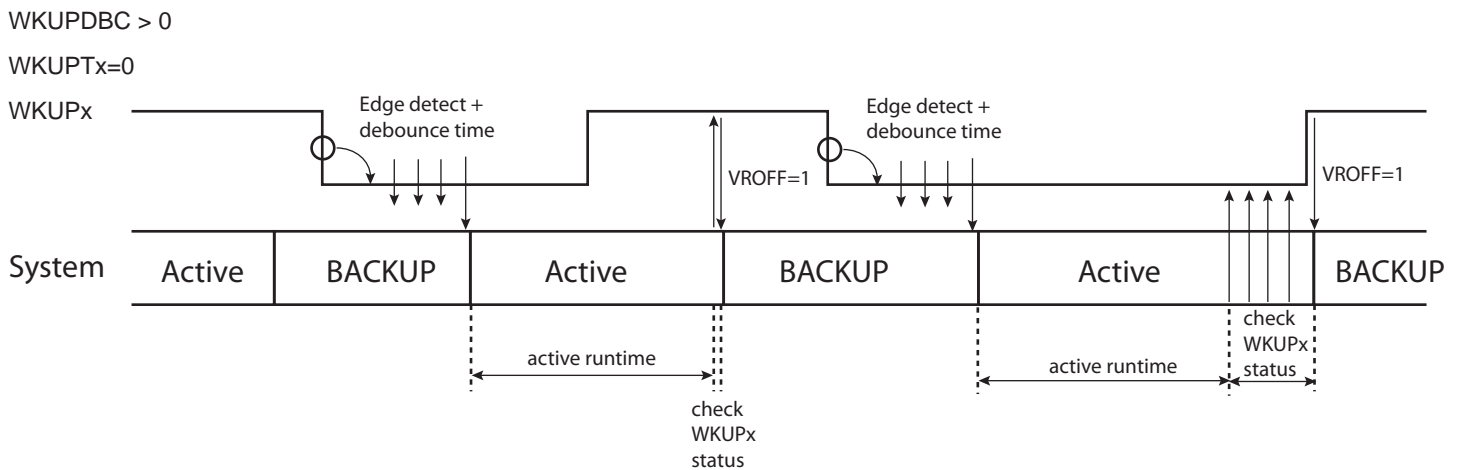 WKUPDBC > 0
WKUPTx=0
WKUPx
Edge detect +
debounce time
VROFF=1
Edge detect +
debounce time
VROFF=1
System
Active
BACKUP
Active
BACKUP
Active
BACKUP
active runtime
check
WKUPx
status
active runtime
check
WKUPx
status